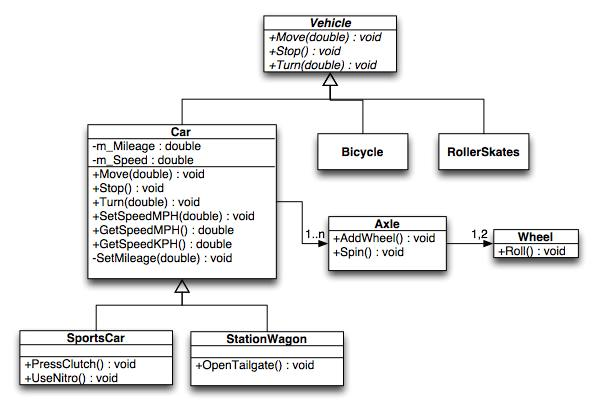 Vehicle
+Move(double) : void
+Stop() : void
+Turn(double) : void
Car
-m_Mileage : double
-m_Speed : double
+Move(double) : void
+Stop() : void
+Turn(double) : void
+SetSpeedMPH(double) : void
+GetSpeedMPH() : double
+GetSpeedKPH() : double
-SetMileage(double) : void
Bicycle
RollerSkates
1..n
Axle
+AddWheel() : void
+Spin() : void
1,2
Wheel
+Roll() : void
SportsCar
+PressClutch() : void
+UseNitro() : void
StationWagon
+OpenTailgate() : void